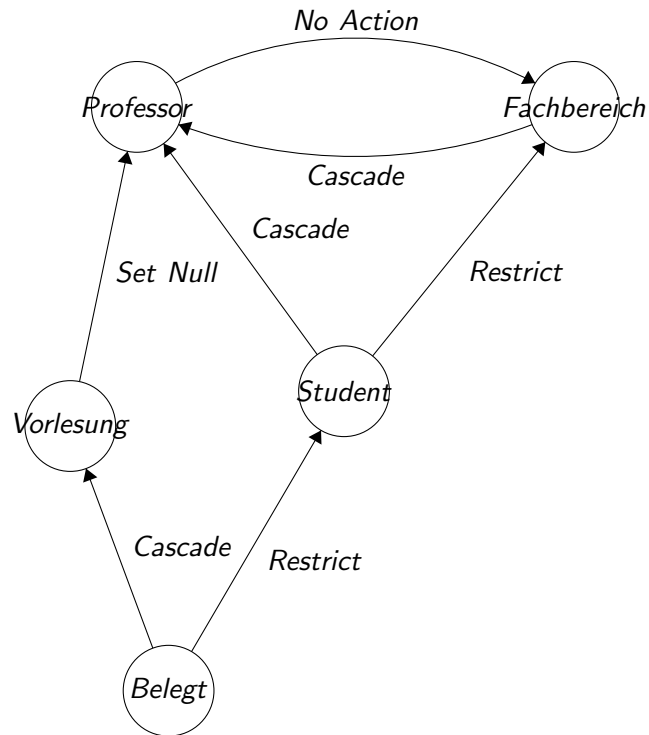 No Action
Professor
Fachbereich
Cascade
Cascade
Set Null
Restrict
Student
Vorlesung
Cascade
Restrict
Belegt